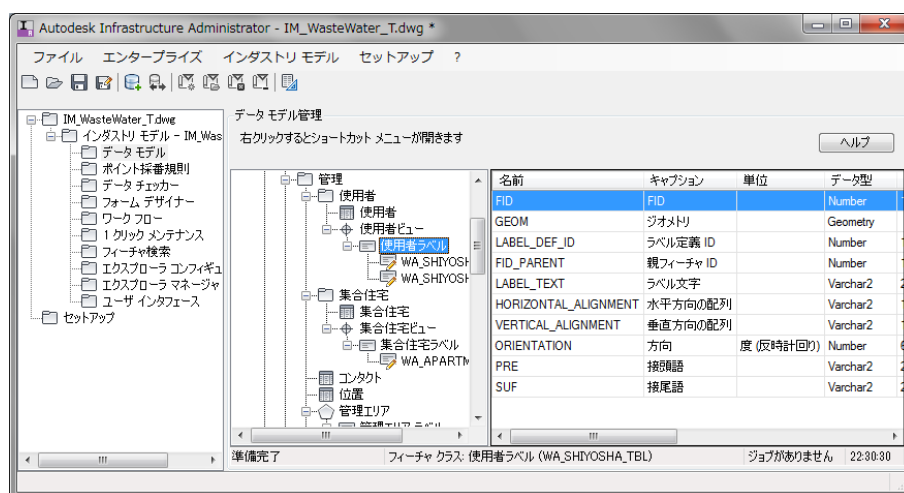 Autodesk Infrastructure Administrator - IM_WasteWater_T.dwg *
ファイル エンタープライズ インダストリ モデル セットアップ ?
IM_WasteWater_T.dwg
インダストリ モデル - IM_Was
データ モデル
ポイント採番規則
データ チェッカー
フォーム デザイナー
ワーク フロー
1 クリック メンテナンス
フィーチャ検索
エクスプローラ コンフィギュ
エクスプローラ マネージャ
ユーザ インタフェース
セットアップ
データ モデル管理
右クリックするとショートカット メニューが開きます
ヘルプ
管理
使用者
使用者
使用者ビュー
使用者ラベル
WA_SHIYOSH
WA_SHIYOSH
集合住宅
集合住宅
集合住宅ビュー
集合住宅ラベル
WA_APARTM
コンタクト
位置
管理エリア
管理エリア ラベル
名前 キャプション 単位 データ型
FID FID Number
GEOM ジオメトリ Geometry
LABEL_DEF_ID ラベル定義 ID Number
FID_PARENT 親フィーチャ ID Number
LABEL_TEXT ラベル文字 Varchar2
HORIZONTAL_ALIGNMENT 水平方向の配列 Varchar2
VERTICAL_ALIGNMENT 垂直方向の配列 Varchar2
ORIENTATION 方向 度 (反時計回り) Number
PRE 接頭語 Varchar2
SUF 接尾語 Varchar2
準備完了 フィーチャ クラス: 使用者ラベル (WA_SHIYOSHA_TBL) ジョブがありません 22:30:30